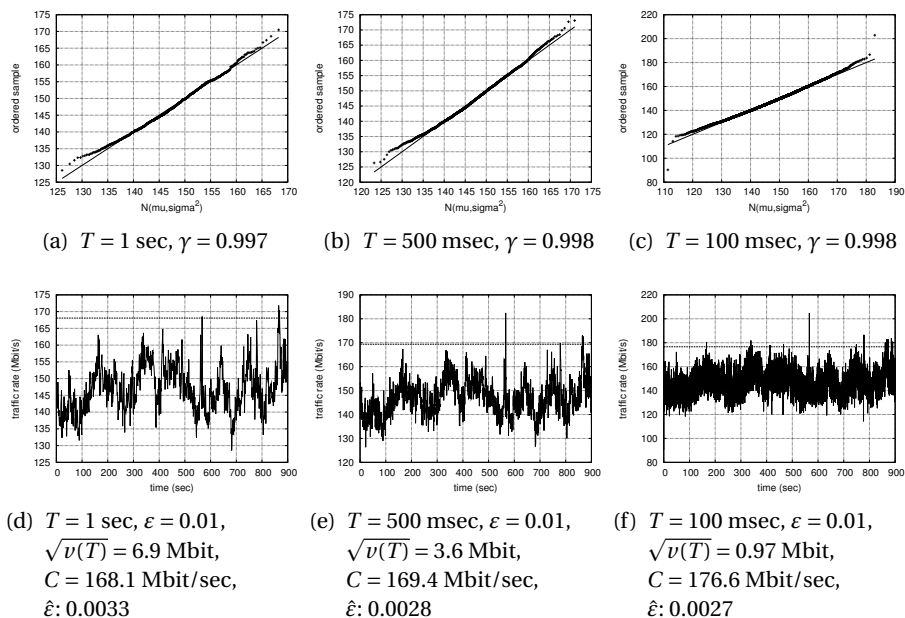 170
165
160
155
150
145
140
135
130
125
ordered sample
125 130 135 140 145 150 155 160 165 170
N(mu,sigma²)
(a) T = 1 sec, γ = 0.997
175
170
165
160
155
150
145
140
135
130
125
120
ordered sample
120 125 130 135 140 145 150 155 160 165 170 175
N(mu,sigma²)
(b) T = 500 msec, γ = 0.998
220
200
180
160
140
120
100
80
ordered sample
110 120 130 140 150 160 170 180 190
N(mu,sigma²)
(c) T = 100 msec, γ = 0.998
175
170
165
160
155
150
145
140
135
130
125
traffic rate (Mbit/s)
0 100 200 300 400 500 600 700 800 900
time (sec)
(d) T = 1 sec, ε = 0.01,
√v(T) = 6.9 Mbit,
C = 168.1 Mbit/sec,
ε̂: 0.0033
190
180
170
160
150
140
130
120
traffic rate (Mbit/s)
0 100 200 300 400 500 600 700 800 900
time (sec)
(e) T = 500 msec, ε = 0.01,
√v(T) = 3.6 Mbit,
C = 169.4 Mbit/sec,
ε̂: 0.0028
220
200
180
160
140
120
100
80
traffic rate (Mbit/s)
0 100 200 300 400 500 600 700 800 900
time (sec)
(f) T = 100 msec, ε = 0.01,
√v(T) = 0.97 Mbit,
C = 176.6 Mbit/sec,
ε̂: 0.0027